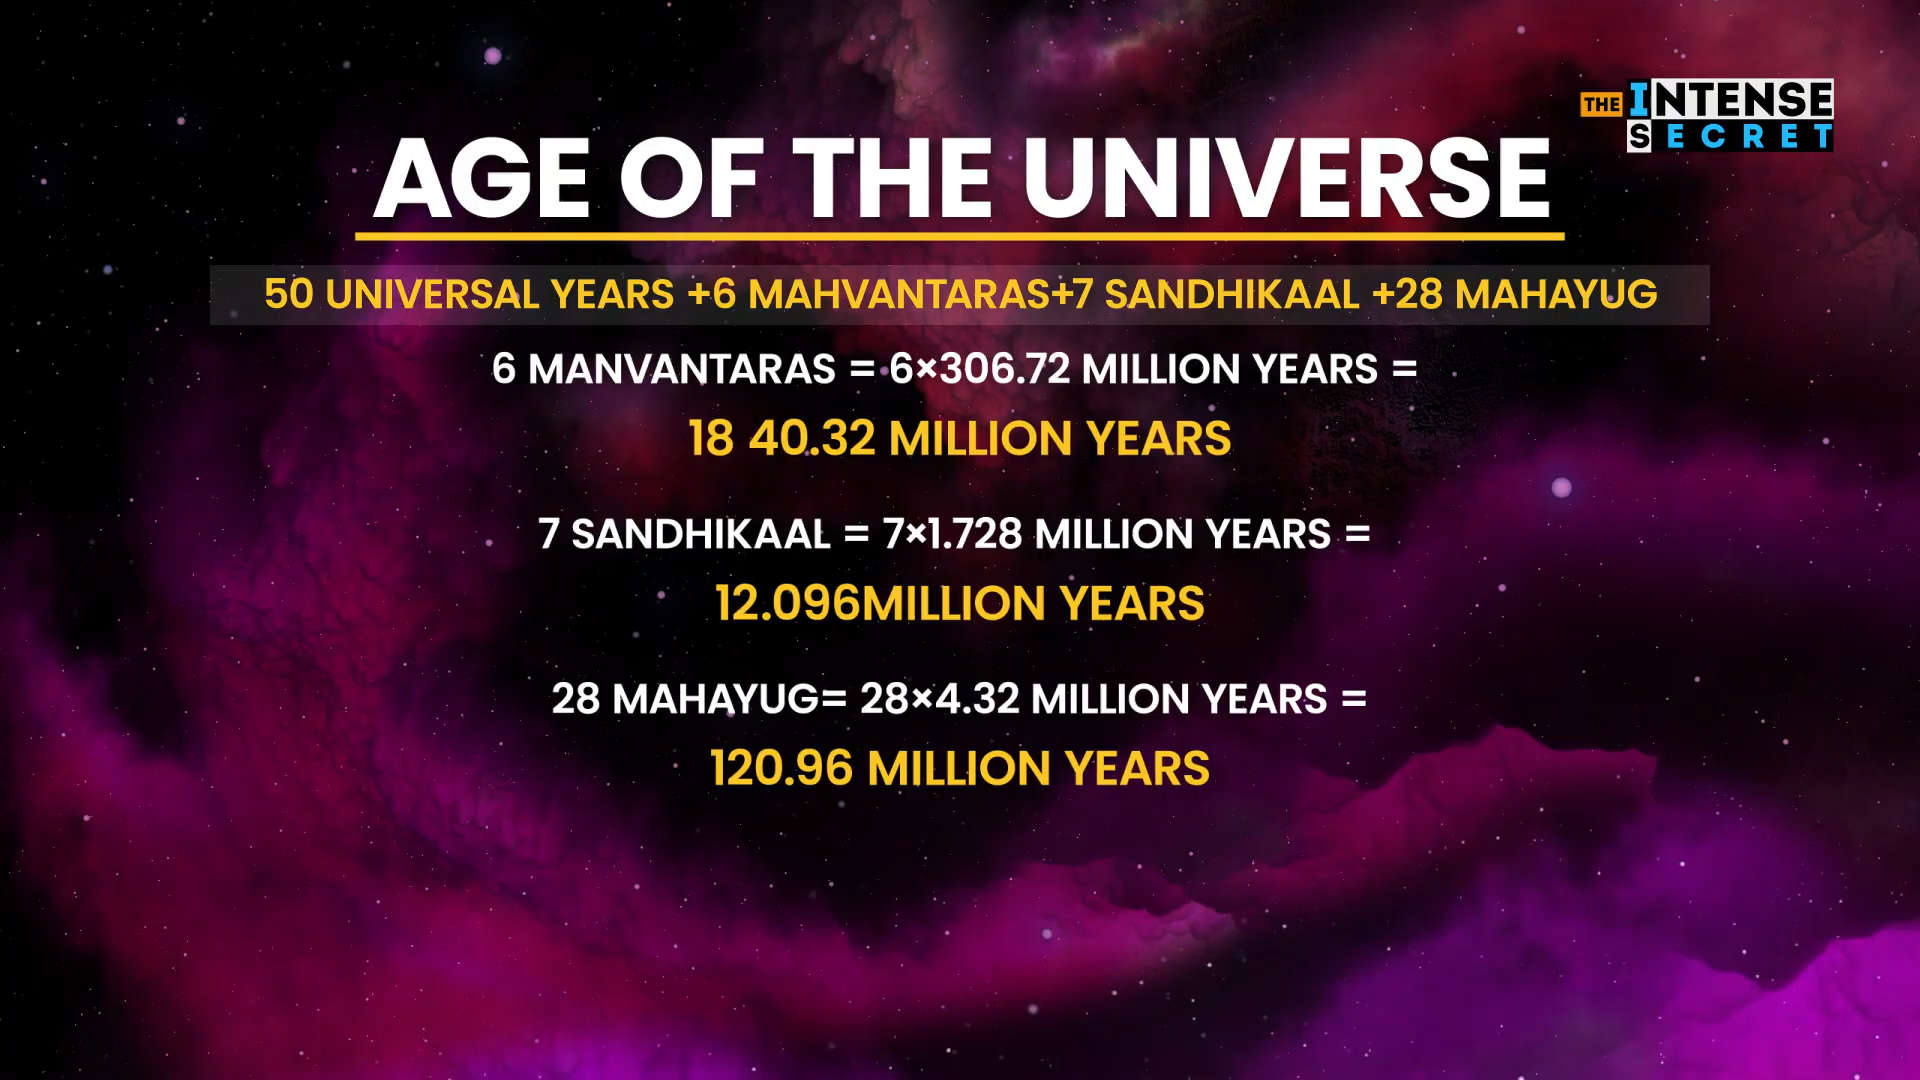 THE INTENSE
SECRET
AGE OF THE UNIVERSE
50 UNIVERSAL YEARS +6 MAHVANTARAS+7 SANDHIKAAL +28 MAHAYUG
6 MANVANTARAS = 6×306.72 MILLION YEARS =
18 40.32 MILLION YEARS
7 SANDHIKAAL = 7×1.728 MILLION YEARS =
12.096MILLION YEARS
28 MAHAYUG= 28×4.32 MILLION YEARS =
120.96 MILLION YEARS